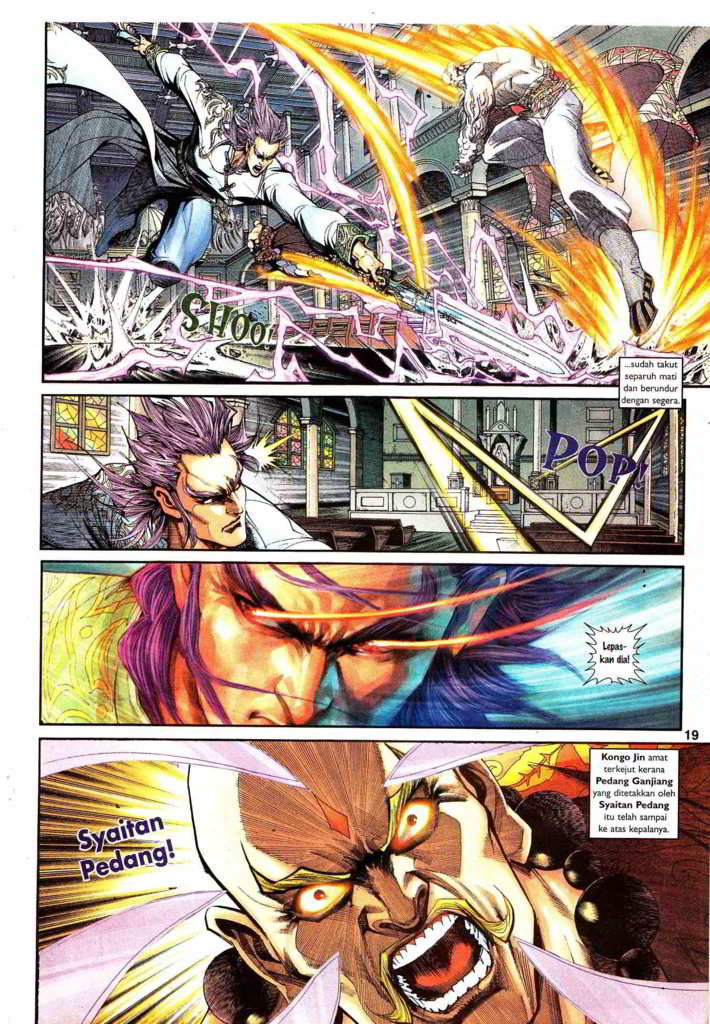 SHOO!
...sudah takut
separuh mati
dan berundur
dengan segera.
POP!
Lepas-
kan dia!
19
Kongo Jin amat
terkejut kerana
Pedang Ganjiang
yang ditetakkan oleh
Syaitan Pedang
itu telah sampai
ke atas kepalanya.
Syaitan
Pedang!